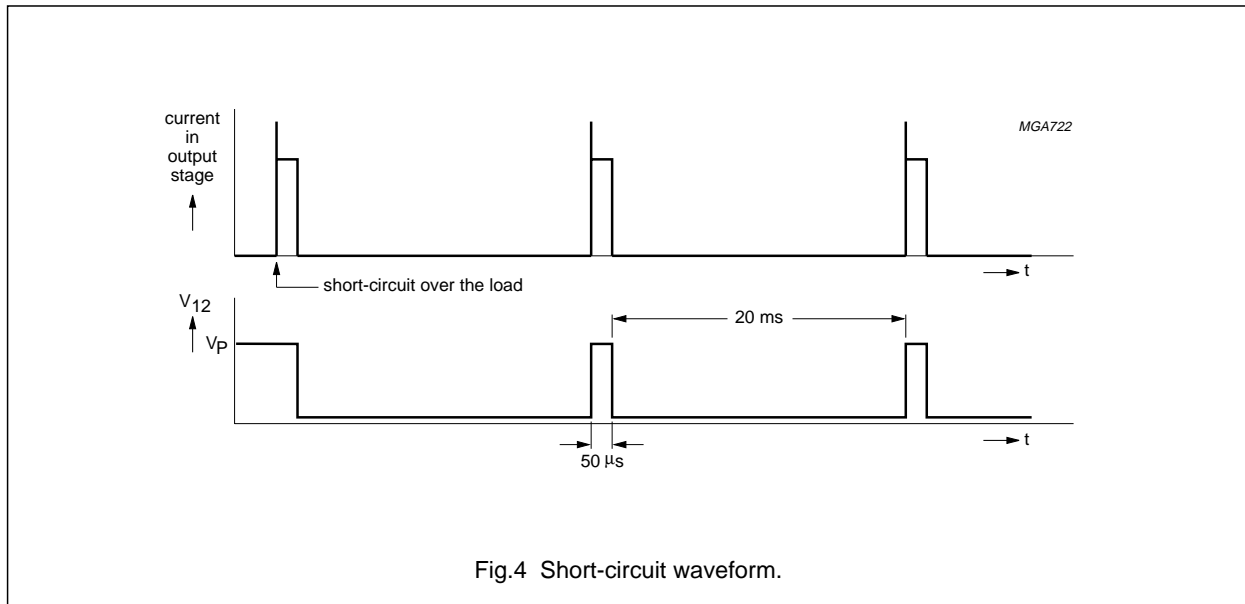 current
in
output
stage
MGA722
t
short-circuit over the load
V12
VP
20 ms
t
50 μs
Fig.4 Short-circuit waveform.